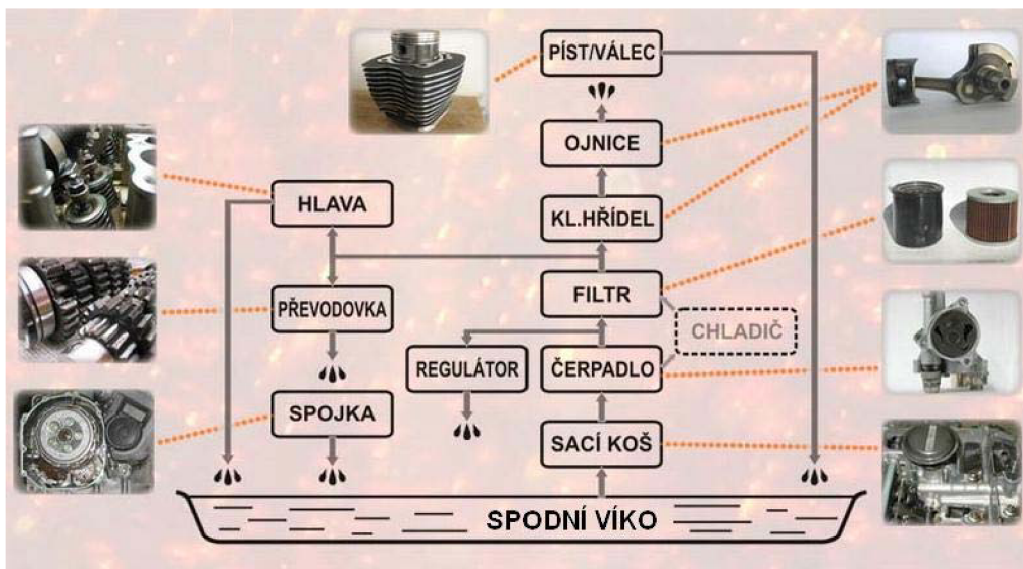 PÍST/VÁLEC
OJNICE
HLAVA
KL.HŘÍDEL
PŘEVODOVKA
FILTR
CHLADIČ
REGULÁTOR
ČERPADLO
SPOJKA
SACÍ KOŠ
SPODNÍ VÍKO